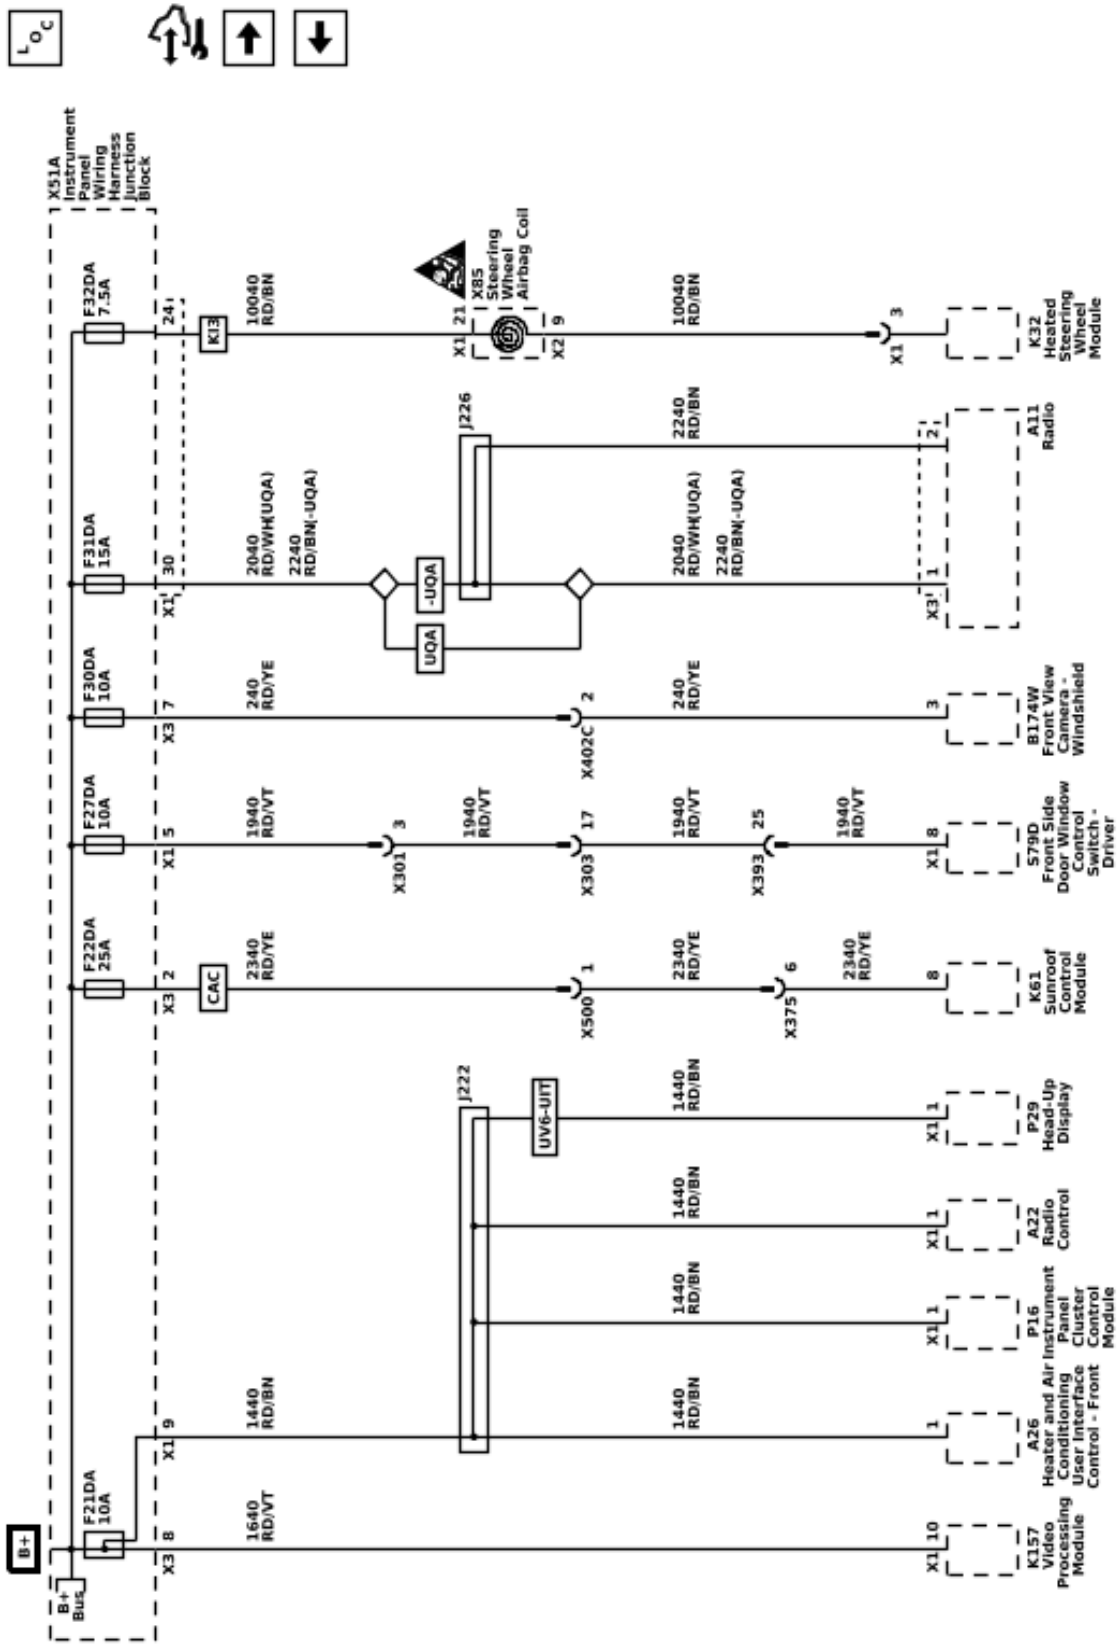 LOC
X51A
Instrument
Panel
Wiring
Harness
Junction
Block
B+
B+
Bus
F21DA
10A
F22DA
25A
F27DA
10A
F30DA
10A
F31DA
15A
F32DA
7.5A
X3 8
X1 9
X3 2
X1 5
X3 7
X1 30
24
CAC
KI3
1640
RD/VT
1440
RD/BN
2340
RD/YE
1940
RD/VT
240
RD/YE
2040
RD/WH(UQA)
2240
RD/BN(-UQA)
10040
RD/BN
X301 3
1940
RD/VT
UQA
-UQA
J222
J226
X1 21
X85
Steering
Wheel
Airbag Coil
X2 9
UV6-UIT
X500 1
X303 17
X402C 2
1440
RD/BN
1440
RD/BN
1440
RD/BN
1440
RD/BN
2340
RD/YE
1940
RD/VT
240
RD/YE
2040
RD/WH(UQA)
2240
RD/BN(-UQA)
2240
RD/BN
10040
RD/BN
X375 6
X393 25
2340
RD/YE
1940
RD/VT
X1 3
X1 10
1
X1 1
X1 1
X1 1
8
X1 8
3
X3 1
2
K157
Video
Processing
Module
A26
Heater and Air
Conditioning
User Interface
Control - Front
P16
Instrument
Panel
Cluster
Control
Module
A22
Radio
Control
P29
Head-Up
Display
K61
Sunroof
Control
Module
S79D
Front Side
Door Window
Control
Switch -
Driver
B174W
Front View
Camera -
Windshield
A11
Radio
K32
Heated
Steering
Wheel
Module